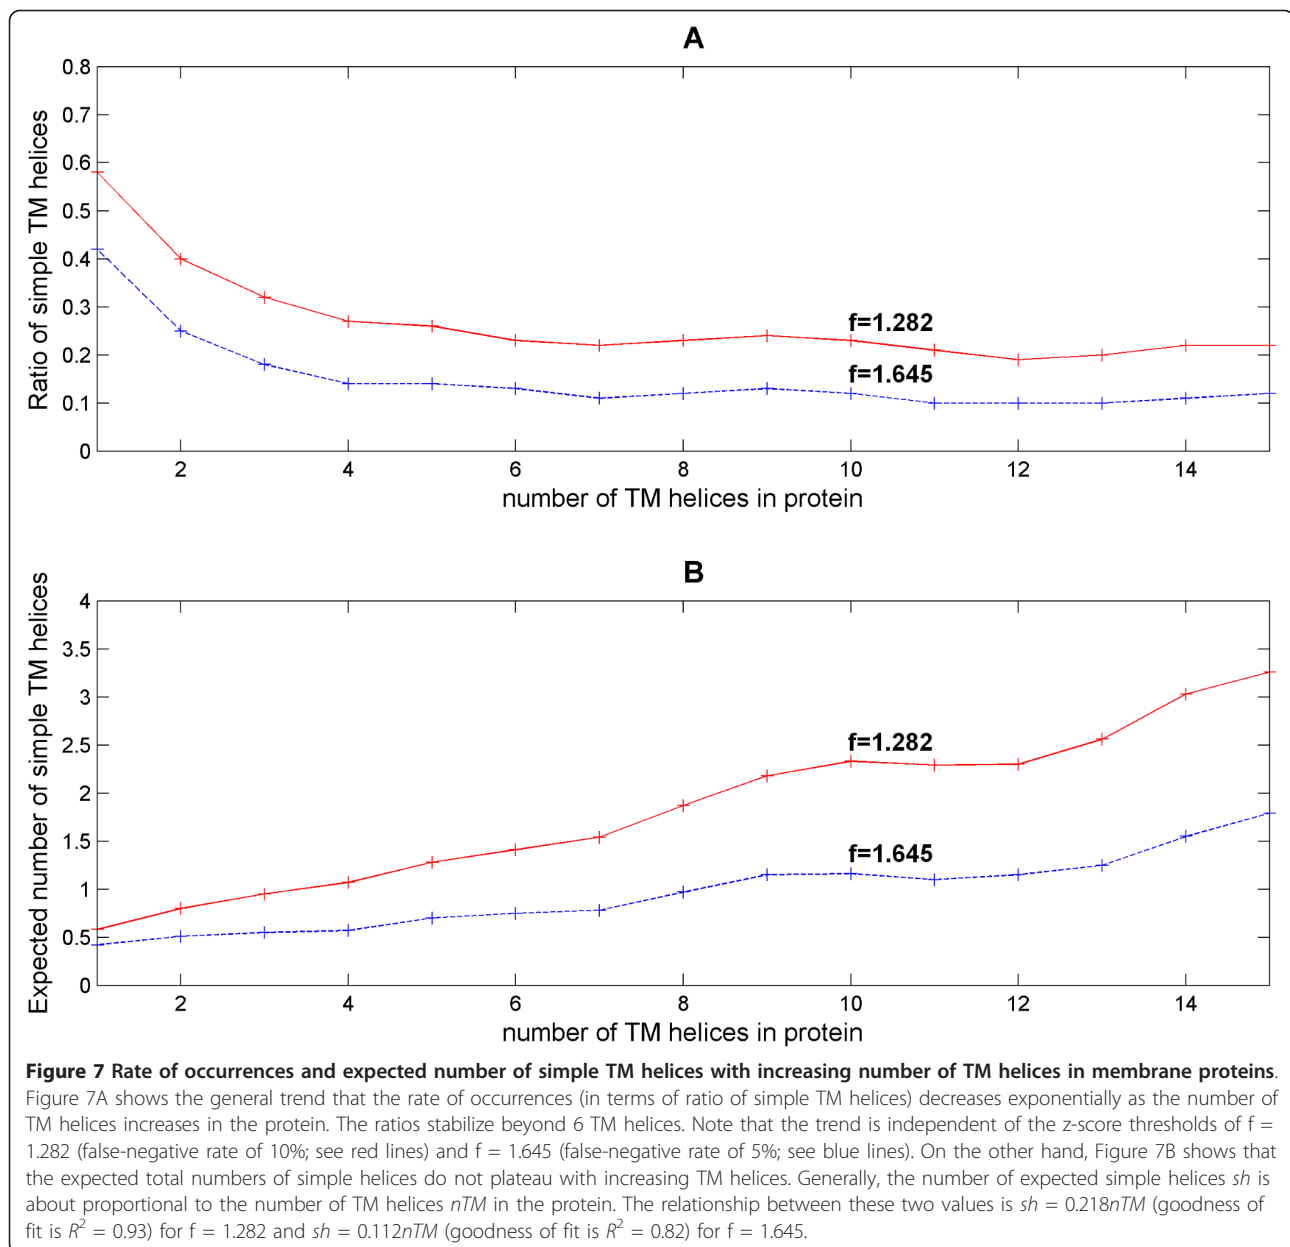 A
0.8
0.7
0.6
0.5
0.4
0.3
0.2
0.1
0
Ratio of simple TM helices
f=1.282
f=1.645
2 4 6 8 10 12 14
number of TM helices in protein
B
4
3.5
3
2.5
2
1.5
1
0.5
0
Expected number of simple TM helices
f=1.282
f=1.645
2 4 6 8 10 12 14
number of TM helices in protein
Figure 7 Rate of occurrences and expected number of simple TM helices with increasing number of TM helices in membrane proteins.
Figure 7A shows the general trend that the rate of occurrences (in terms of ratio of simple TM helices) decreases exponentially as the number of
TM helices increases in the protein. The ratios stabilize beyond 6 TM helices. Note that the trend is independent of the z-score thresholds of f =
1.282 (false-negative rate of 10%; see red lines) and f = 1.645 (false-negative rate of 5%; see blue lines). On the other hand, Figure 7B shows that
the expected total numbers of simple helices do not plateau with increasing TM helices. Generally, the number of expected simple helices sh is
about proportional to the number of TM helices nTM in the protein. The relationship between these two values is sh = 0.218nTM (goodness of
fit is R² = 0.93) for f = 1.282 and sh = 0.112nTM (goodness of fit is R² = 0.82) for f = 1.645.